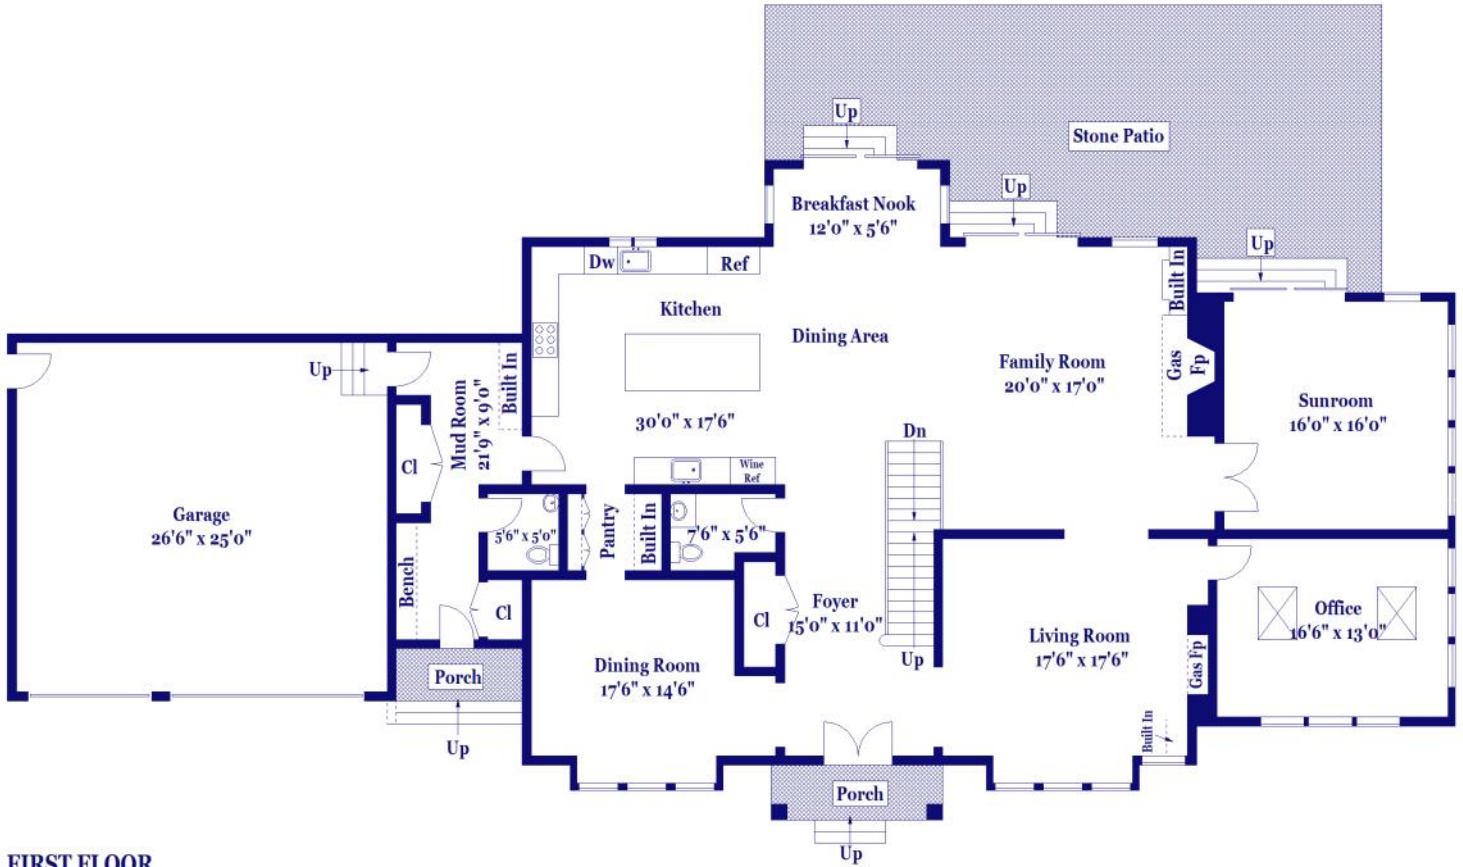 Up
Stone Patio
Up
Breakfast Nook
12'0" x 5'6"
Up
Dw
Ref
Built In
Kitchen
Dining Area
Family Room
20'0" x 17'0"
Gas
Fp
Up
Built In
Mud Room
21'9" x 9'0"
Sunroom
16'0" x 16'0"
30'0" x 17'6"
Dn
Cl
Wine
Ref
Garage
26'6" x 25'0"
5'6" x 5'0"
Pantry
Built In
7'6" x 5'6"
Bench
Cl
Cl
Foyer
15'0" x 11'0"
Office
16'6" x 13'0"
Living Room
17'6" x 17'6"
Up
Gas Fp
Dining Room
17'6" x 14'6"
Porch
Up
Built In
Porch
Up
FIRST FLOOR